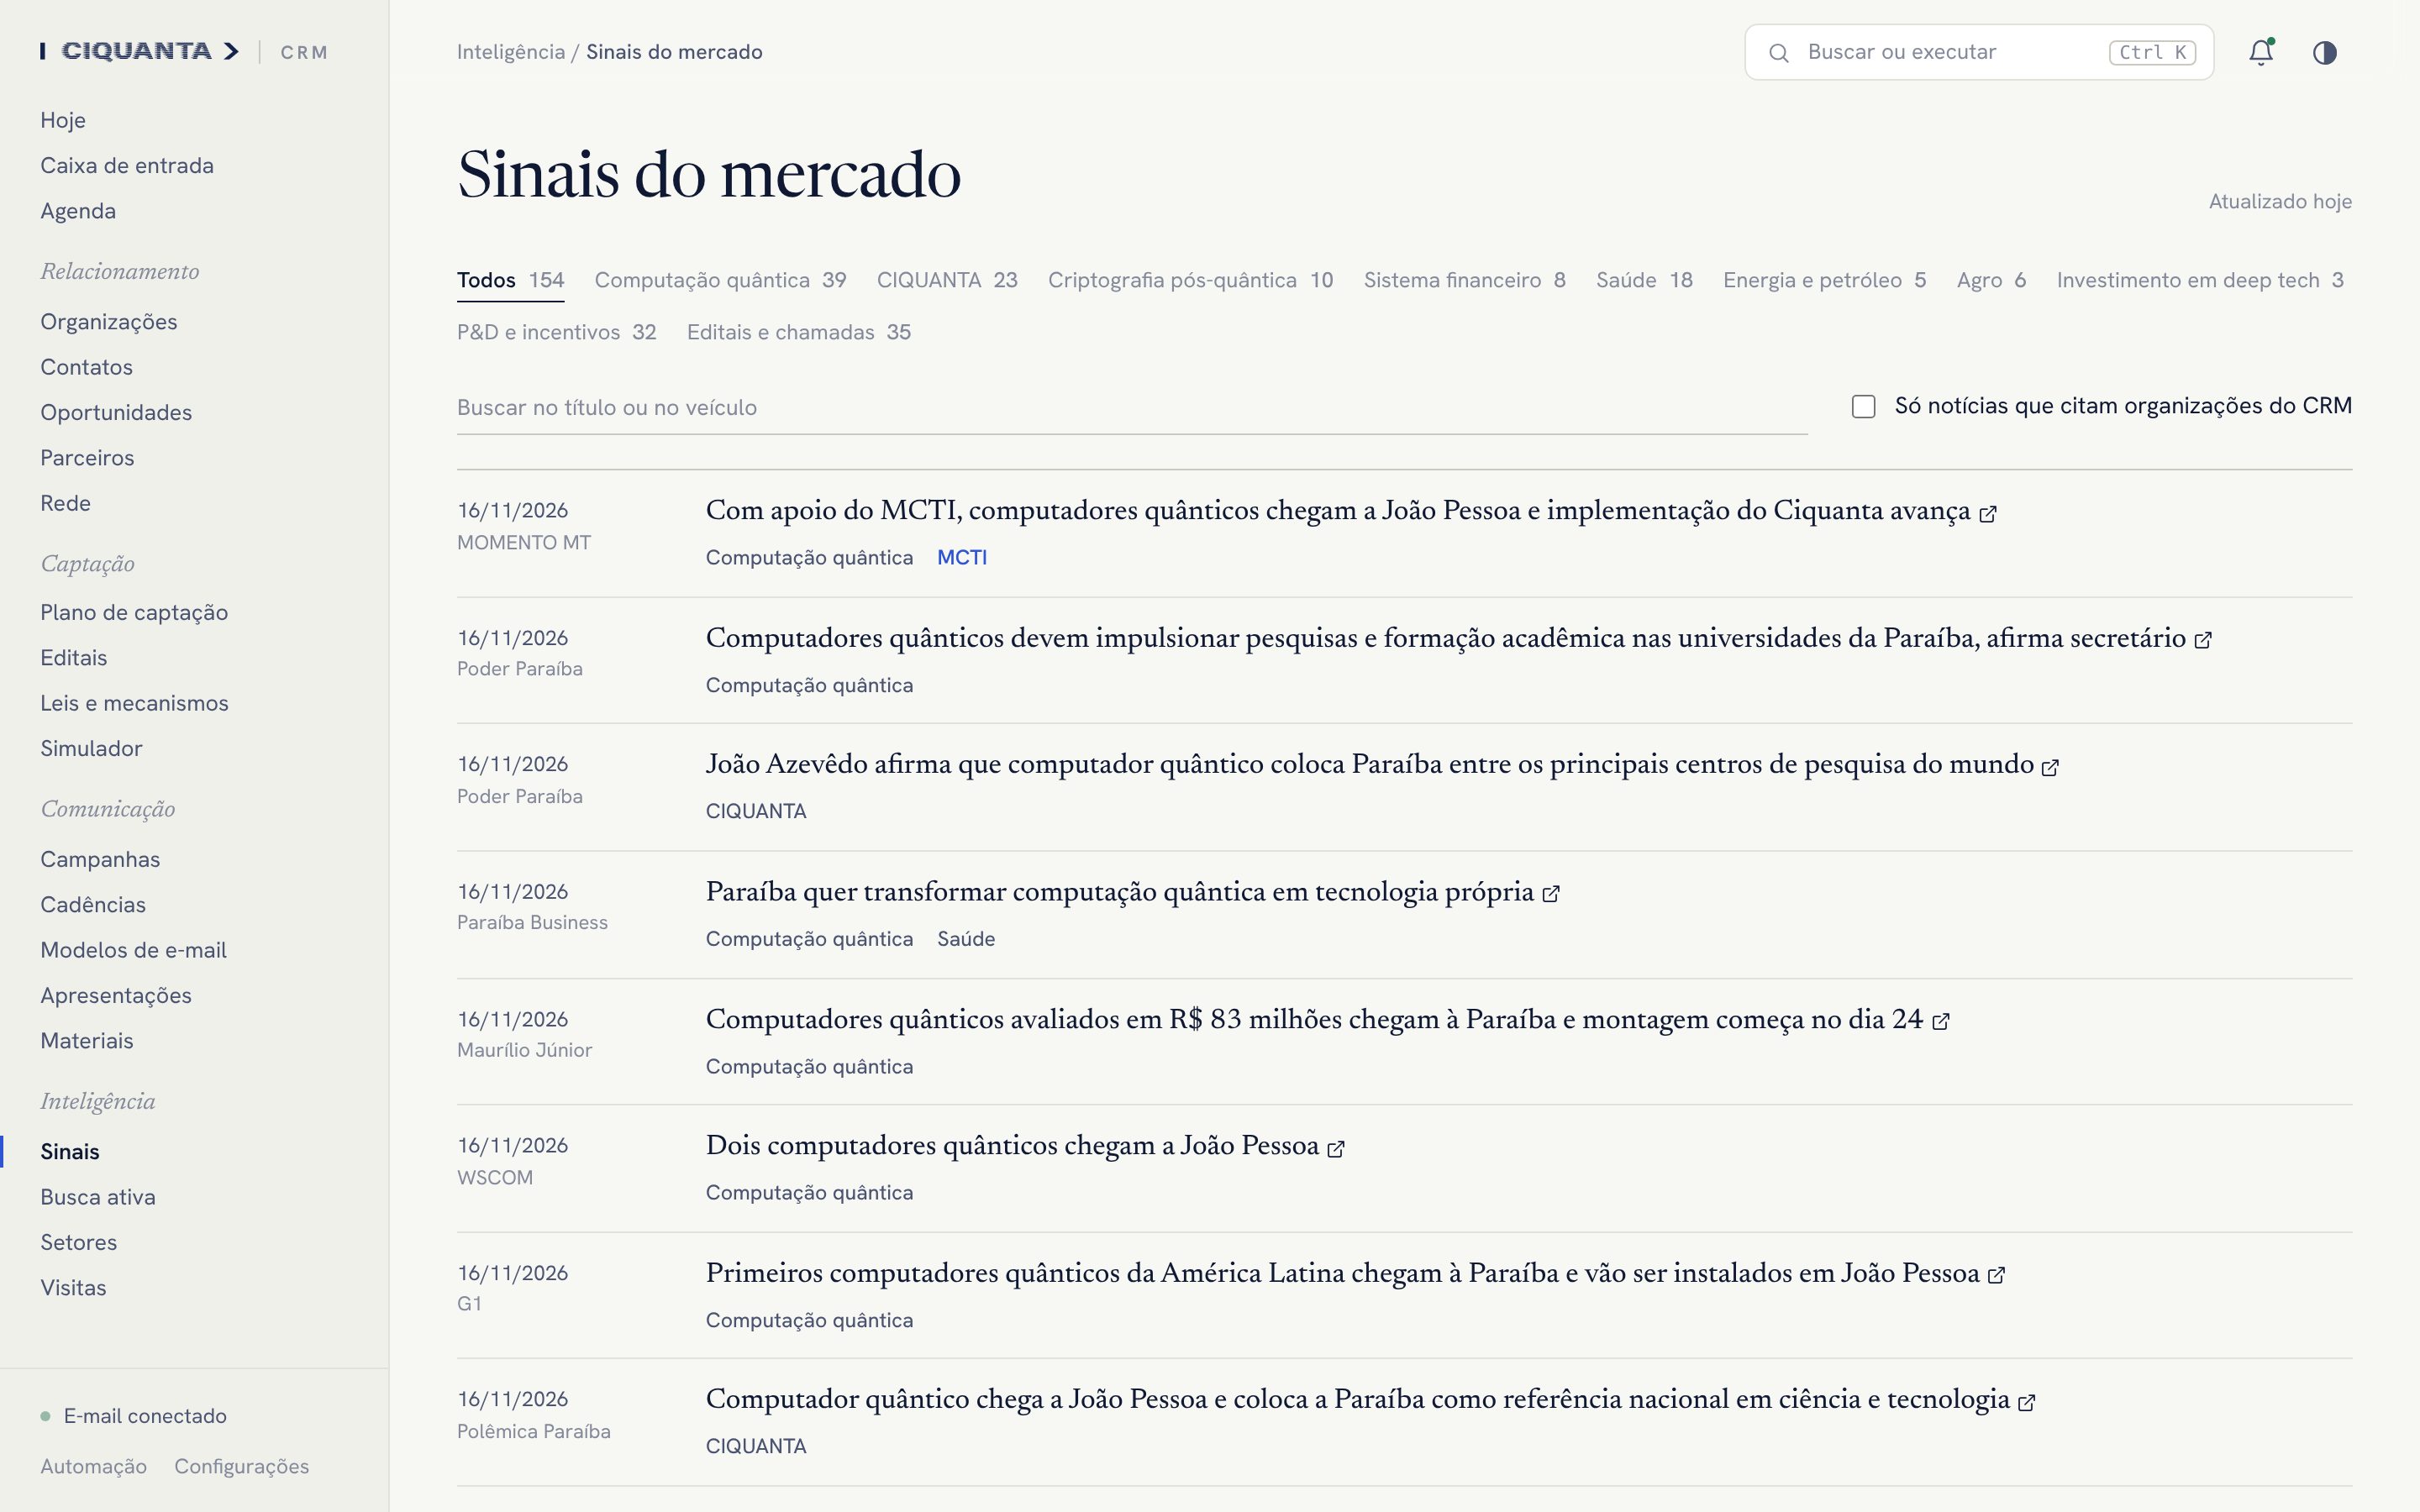 CIQUANTA CRM
Hoje
Caixa de entrada
Agenda
Relacionamento
Organizações
Contatos
Oportunidades
Parceiros
Rede
Captação
Plano de captação
Editais
Leis e mecanismos
Simulador
Comunicação
Campanhas
Cadências
Modelos de e-mail
Apresentações
Materiais
Inteligência
Sinais
Busca ativa
Setores
Visitas
E-mail conectado
Automação Configurações
Inteligência / Sinais do mercado
Buscar ou executar Ctrl K
Sinais do mercado
Atualizado hoje
Todos 154 Computação quântica 39 CIQUANTA 23 Criptografia pós-quântica 10 Sistema financeiro 8 Saúde 18 Energia e petróleo 5 Agro 6 Investimento em deep tech 3
P&D e incentivos 32 Editais e chamadas 35
Buscar no título ou no veículo
Só notícias que citam organizações do CRM
16/11/2026
MOMENTO MT
Com apoio do MCTI, computadores quânticos chegam a João Pessoa e implementação do Ciquanta avança
Computação quântica MCTI
16/11/2026
Poder Paraíba
Computadores quânticos devem impulsionar pesquisas e formação acadêmica nas universidades da Paraíba, afirma secretário
Computação quântica
16/11/2026
Poder Paraíba
João Azevêdo afirma que computador quântico coloca Paraíba entre os principais centros de pesquisa do mundo
CIQUANTA
16/11/2026
Paraíba Business
Paraíba quer transformar computação quântica em tecnologia própria
Computação quântica Saúde
16/11/2026
Maurílio Júnior
Computadores quânticos avaliados em R$ 83 milhões chegam à Paraíba e montagem começa no dia 24
Computação quântica
16/11/2026
WSCOM
Dois computadores quânticos chegam a João Pessoa
Computação quântica
16/11/2026
G1
Primeiros computadores quânticos da América Latina chegam à Paraíba e vão ser instalados em João Pessoa
Computação quântica
16/11/2026
Polêmica Paraíba
Computador quântico chega a João Pessoa e coloca a Paraíba como referência nacional em ciência e tecnologia
CIQUANTA